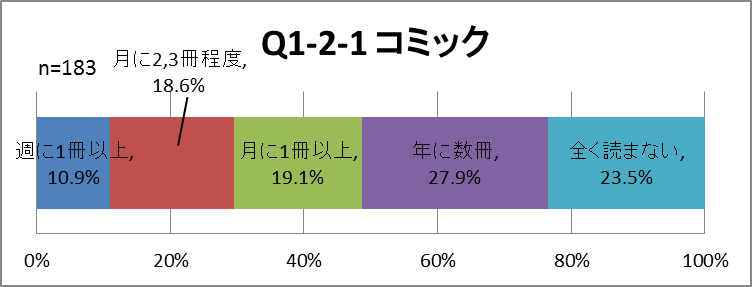 Q1-2-1 コミック
n=183
月に2,3冊程度,
18.6%
週に1冊以上,
10.9%
月に1冊以上,
19.1%
年に数冊,
27.9%
全く読まない,
23.5%
0%
20%
40%
60%
80%
100%